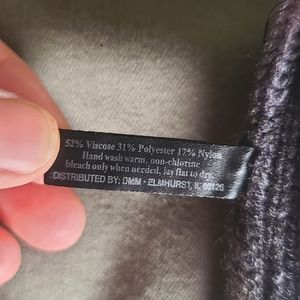 52% Viscose 31% Polyester 17% Nylon
Hand wash warm, non-chlorine
bleach only when needed, lay flat to dry.
DISTRIBUTED BY: DMM - ELMHURST, IL 60126